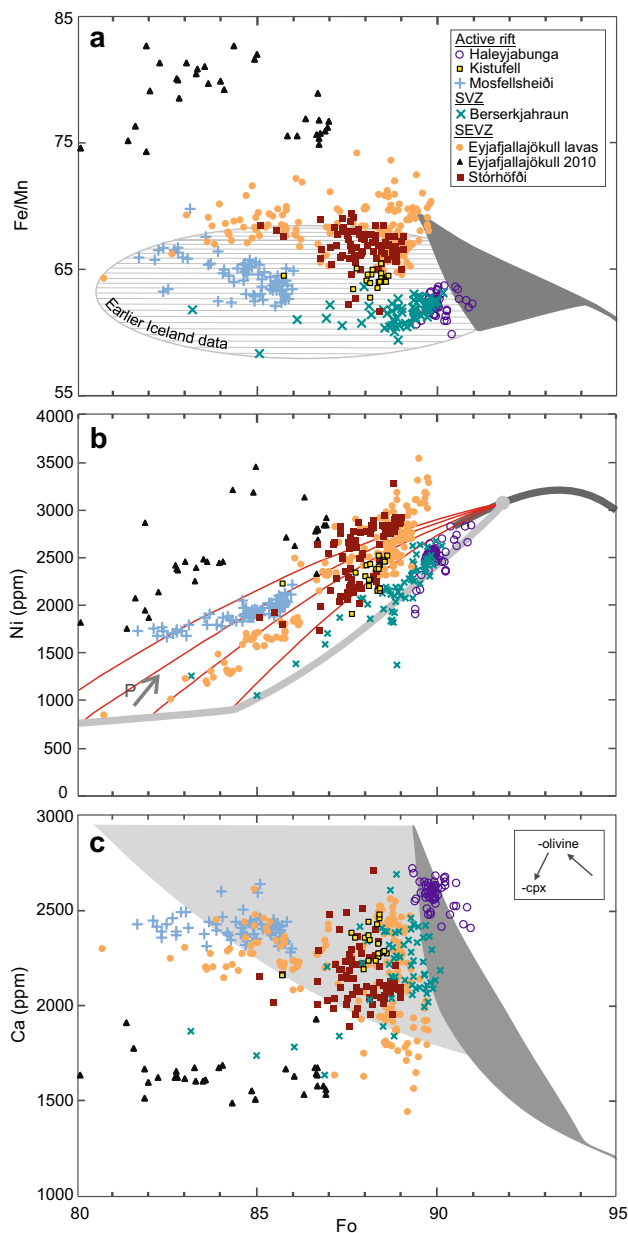 a
85
75
65
55
Fe/Mn
Active rift
Haleyjabunga
Kistufell
Mosfellsheiði
SVZ
Berserkjahraun
SEVZ
Eyjafjallajökull lavas
Eyjafjallajökull 2010
Stórhöfði
Earlier Iceland data
b
4000
3500
3000
2500
2000
1500
1000
500
0
Ni (ppm)
P
c
3000
2500
2000
1500
1000
Ca (ppm)
-olivine
-cpx
80 85 90 95
Fo